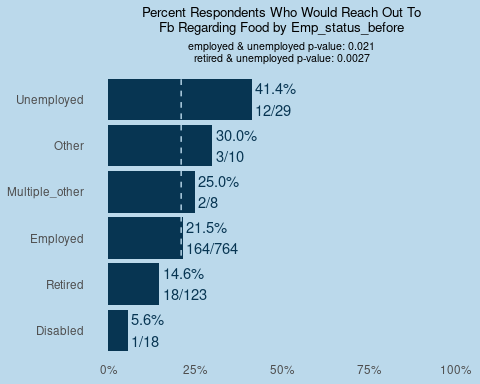 Percent Respondents Who Would Reach Out To
Fb Regarding Food by Emp_status_before
employed & unemployed p-value: 0.021
retired & unemployed p-value: 0.0027
Unemployed
41.4%
12/29
Other
30.0%
3/10
Multiple_other
25.0%
2/8
Employed
21.5%
164/764
Retired
14.6%
18/123
Disabled
5.6%
1/18
0% 25% 50% 75% 100%